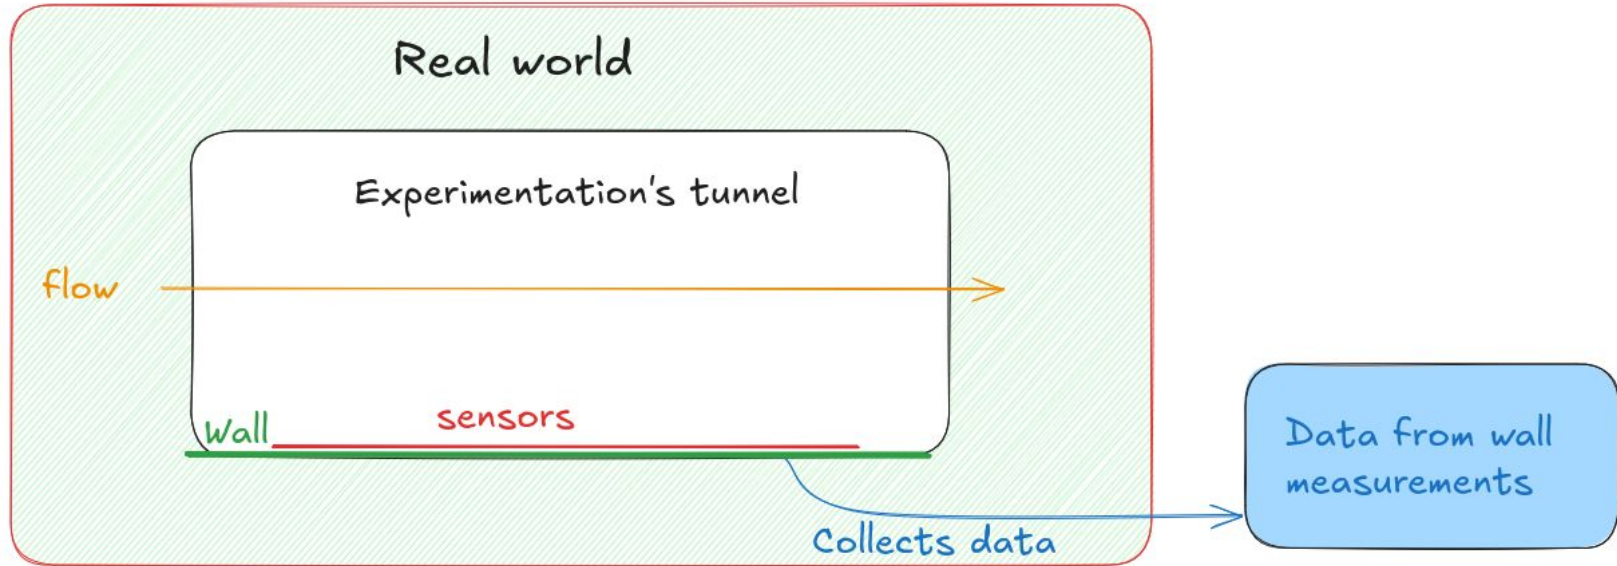 Real world
Experimentation's tunnel
flow
sensors
Wall
Data from wall
measurements
Collects data